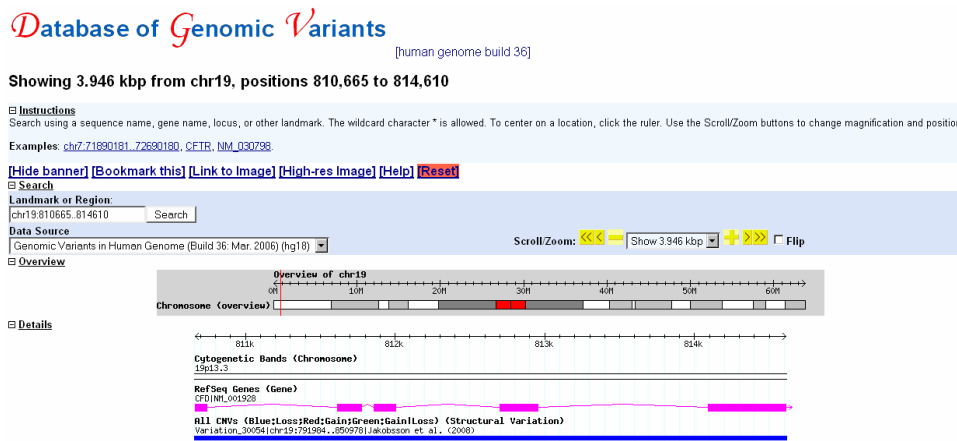 Database of Genomic Variants
[human genome build 36]
Showing 3.946 kbp from chr19, positions 810,665 to 814,610
Instructions
Search using a sequence name, gene name, locus, or other landmark. The wildcard character * is allowed. To center on a location, click the ruler. Use the Scroll/Zoom buttons to change magnification and positio
Examples: chr7:71890181..72690180, CFTR, NM_030798.
[Hide banner] [Bookmark this] [Link to Image] [High-res Image] [Help] [Reset]
Search
Landmark or Region:
chr19:810665..814610 Search
Data Source
Genomic Variants in Human Genome (Build 36: Mar. 2006) (hg18)
Scroll/Zoom: Show 3.946 kbp Flip
Overview
Overview of chr19
0M 10M 20M 30M 40M 50M 60M
Chromosome (overview)
Details
811k 812k 813k 814k
Cytogenetic Bands (Chromosome)
19p13.3
RefSeq Genes (Gene)
CFD|NM_001928
All CNVs (Blue:Loss;Red:Gain;Green:Gain|Loss) (Structural Variation)
Variation_30054|chr19:791984..850978|Jakobsson et al. (2008)